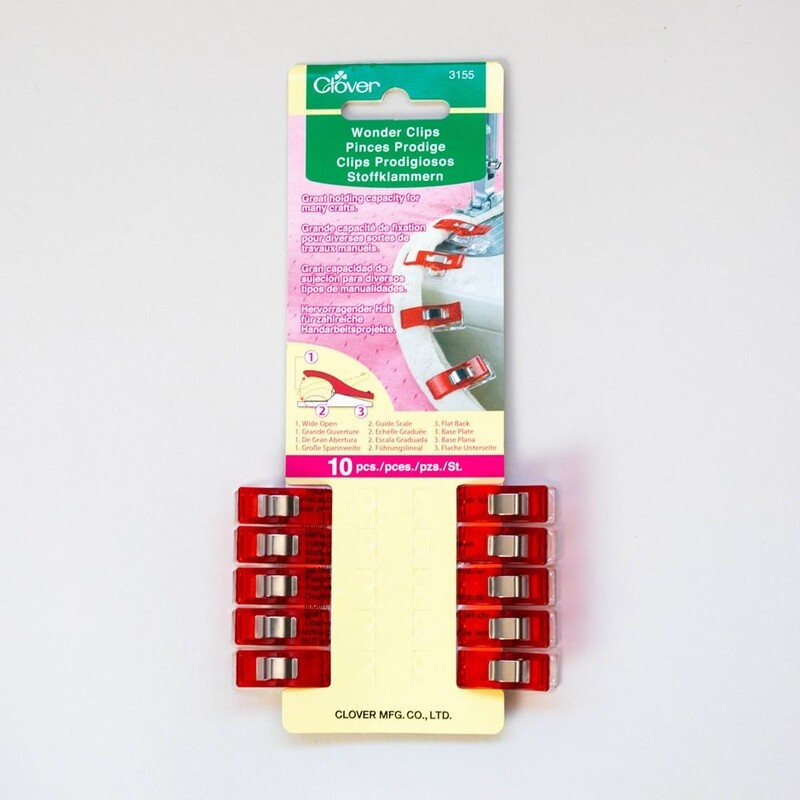 Clover
3155
Wonder Clips
Pinces Prodige
Clips Prodigiosos
Stoffklammern
Great holding capacity for
many crafts.
Grande capacité de fixation
pour diverses sortes de
travaux manuels.
Gran capacidad de
sujeción para diversos
tipos de manualidades.
Hervorragender Halt
für zahlreiche
Handarbeitsprojekte.
1
2
3
1. Wide Open 2. Guide Scale 3. Flat Back
1. Grande Ouverture 2. Echelle Graduée 3. Base Plate
1. De Gran Abertura 2. Escala Graduada 3. Base Plana
1. Große Spannweite 2. Führungslineal 3. Flache Unterseite
10 pcs./pces./pzs./St.
CLOVER MFG. CO., LTD.